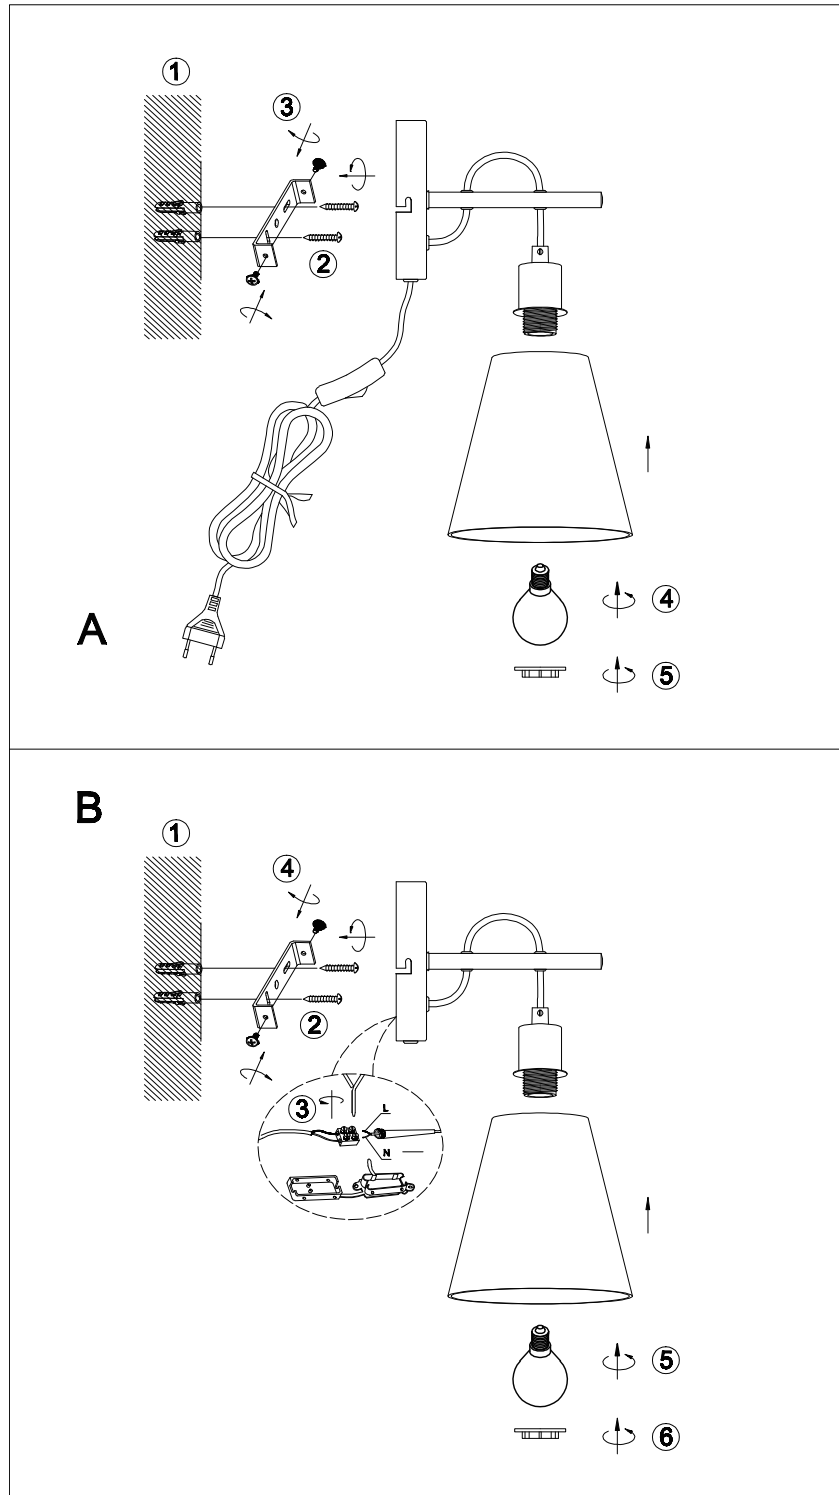 ①
③
②
④
A
⑤
B
①
④
②
③
L
N
⑤
⑥